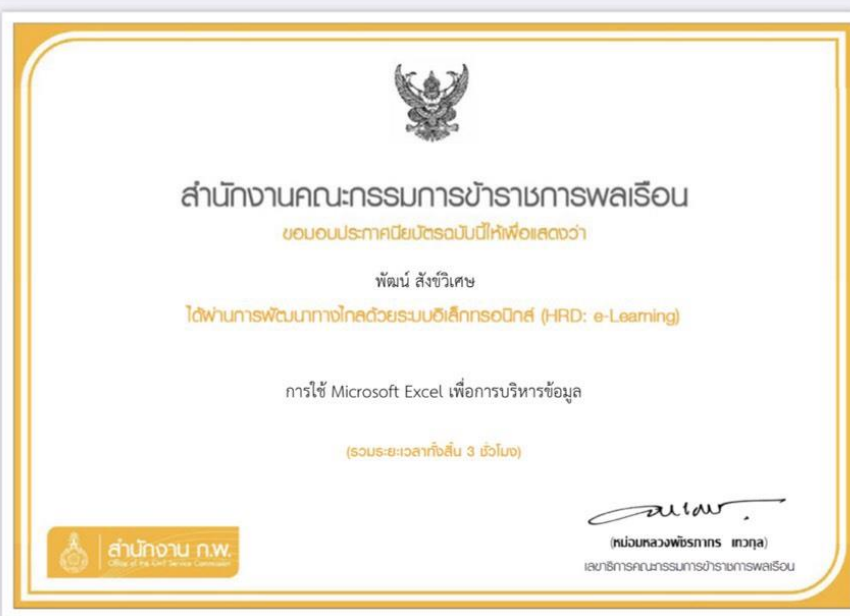 สำนักงานคณะกรรมการข้าราชการพลเรือน
ขอมอบประกาศนียบัตรฉบับนี้ให้เพื่อแสดงว่า
พัฒน์ สังข์วิเศษ
ได้ผ่านการพัฒนาทางไกลด้วยระบบอิเล็กทรอนิกส์ (HRD: e-Learning)
การใช้ Microsoft Excel เพื่อการบริหารข้อมูล
(รวมระยะเวลาทั้งสิ้น 3 ชั่วโมง)
(หม่อมหลวงพัชรภากร เทวกุล)
เลขาธิการคณะกรรมการข้าราชการพลเรือน
สำนักงาน ก.พ.
Office of the Civil Service Commission